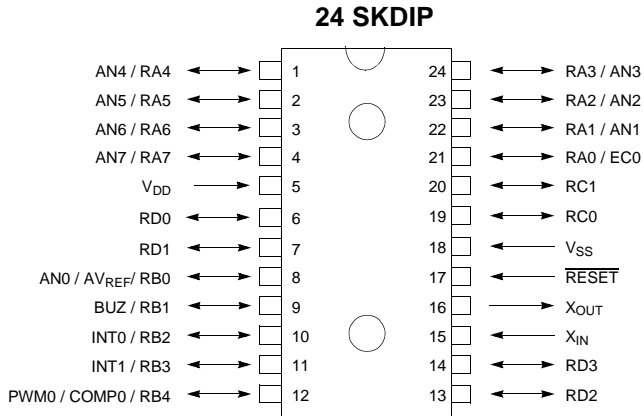 24 SKDIP
AN4 / RA4 1 24 RA3 / AN3
AN5 / RA5 2 23 RA2 / AN2
AN6 / RA6 3 22 RA1 / AN1
AN7 / RA7 4 21 RA0 / EC0
VDD 5 20 RC1
RD0 6 19 RC0
RD1 7 18 VSS
AN0 / AVREF/ RB0 8 17 RESET
BUZ / RB1 9 16 XOUT
INT0 / RB2 10 15 XIN
INT1 / RB3 11 14 RD3
PWM0 / COMP0 / RB4 12 13 RD2